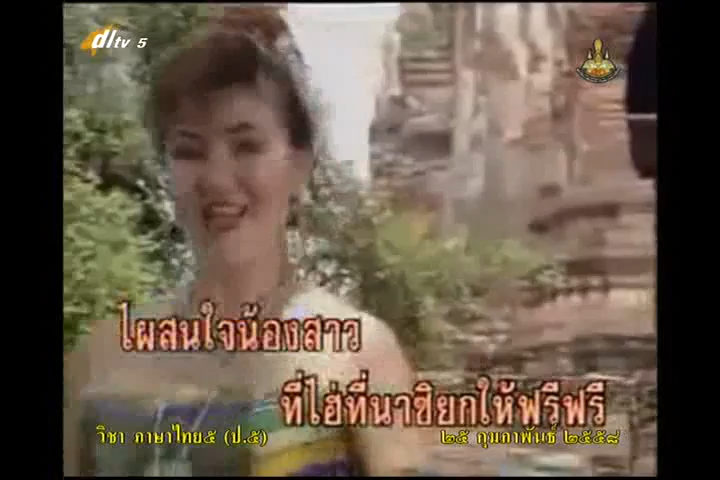 dltv 5
ไผสนใจน้องสาว
ที่ไฮ่ที่นาซิยกให้ฟรีฟรี
วิชา ภาษาไทย๕ (ป.๕)
๒๕ กุมภาพันธ์ ๒๕๕๘